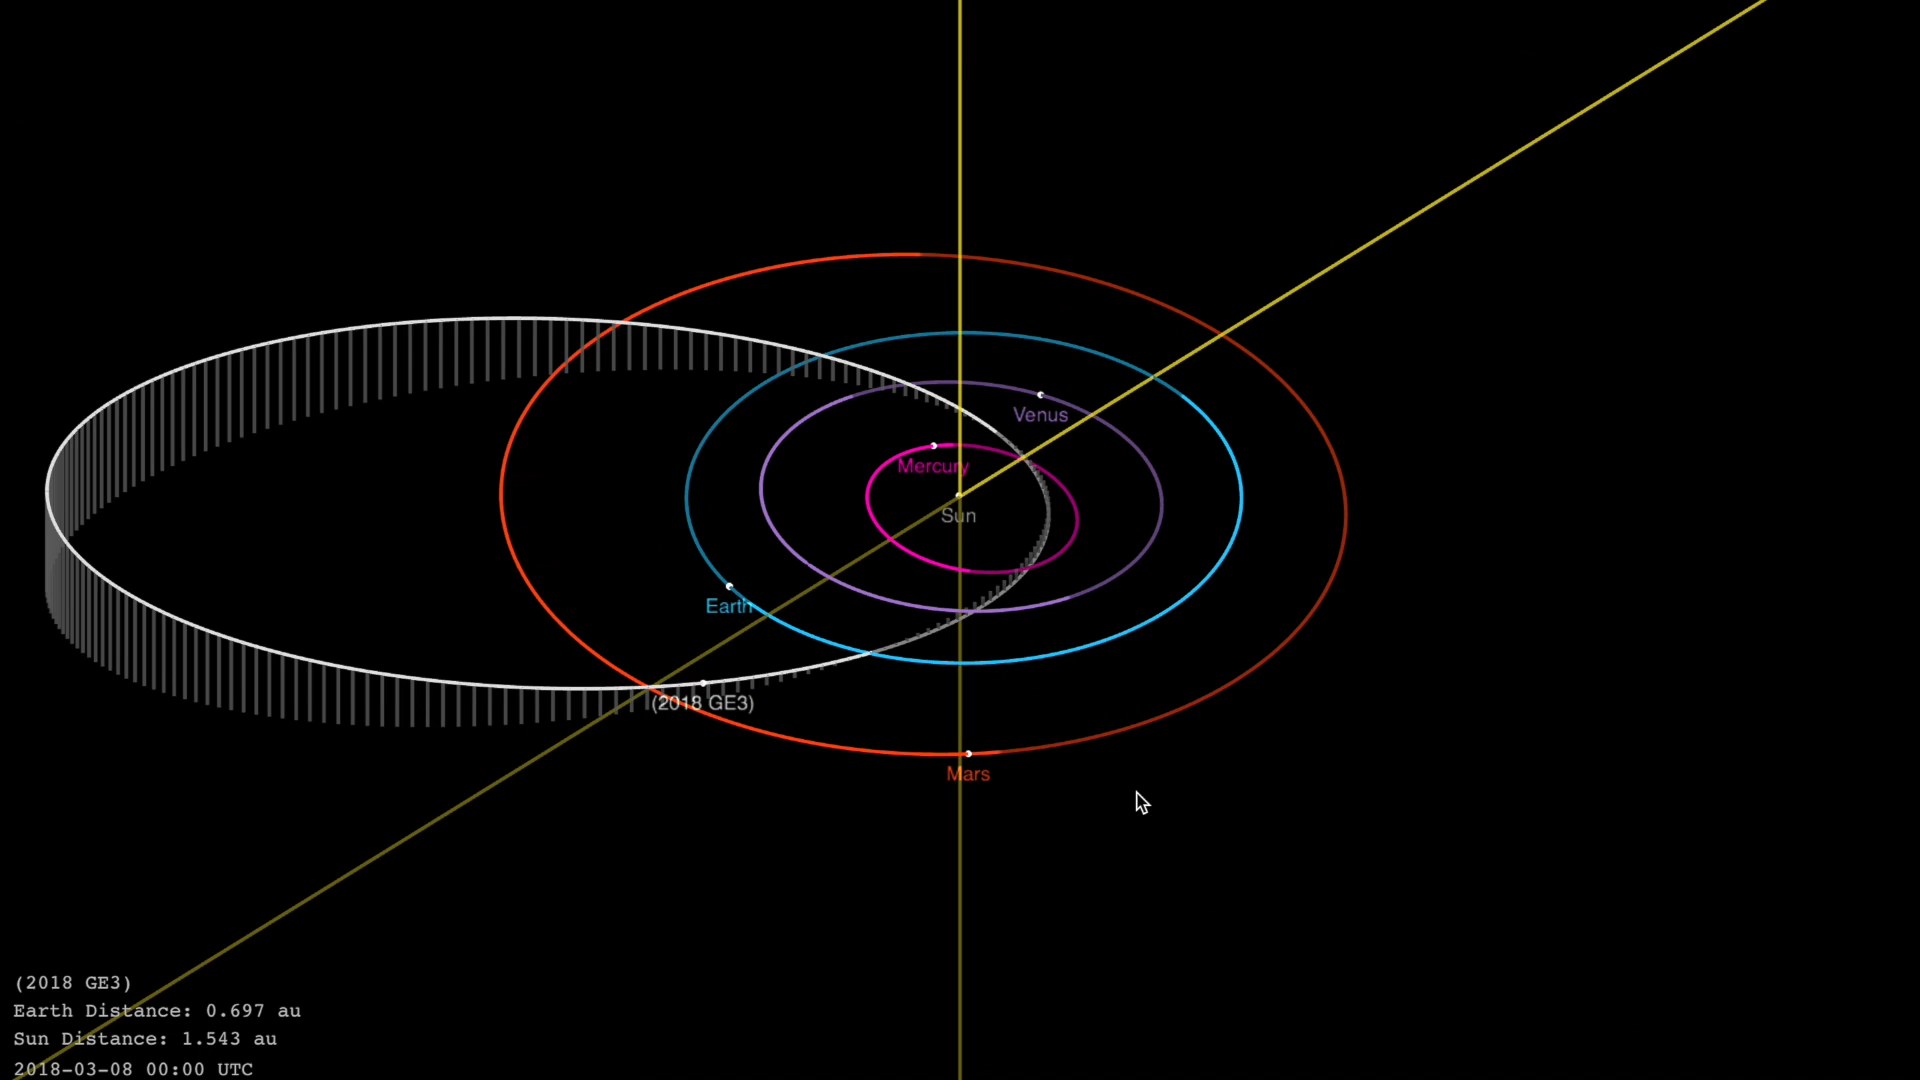 Venus
Mercury
Sun
Earth
(2018 GE3)
Mars
(2018 GE3)
Earth Distance: 0.697 au
Sun Distance: 1.543 au
2018-03-08 00:00 UTC